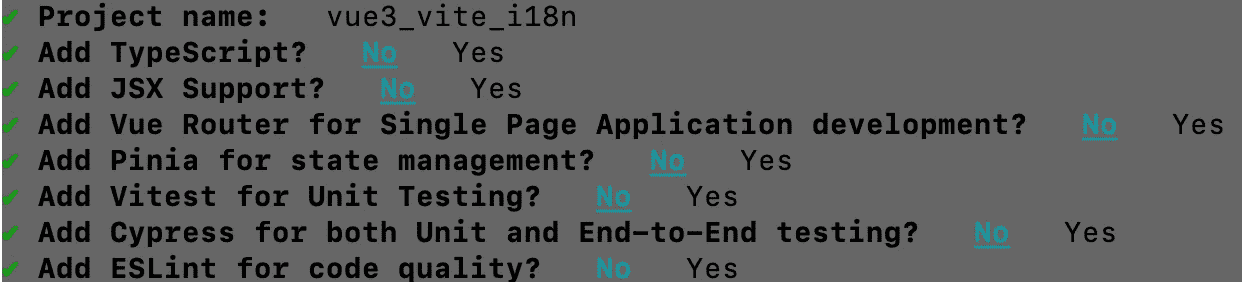 ✔ Project name: vue3_vite_i18n
✔ Add TypeScript? No Yes
✔ Add JSX Support? No Yes
✔ Add Vue Router for Single Page Application development? No Yes
✔ Add Pinia for state management? No Yes
✔ Add Vitest for Unit Testing? No Yes
✔ Add Cypress for both Unit and End-to-End testing? No Yes
✔ Add ESLint for code quality? No Yes